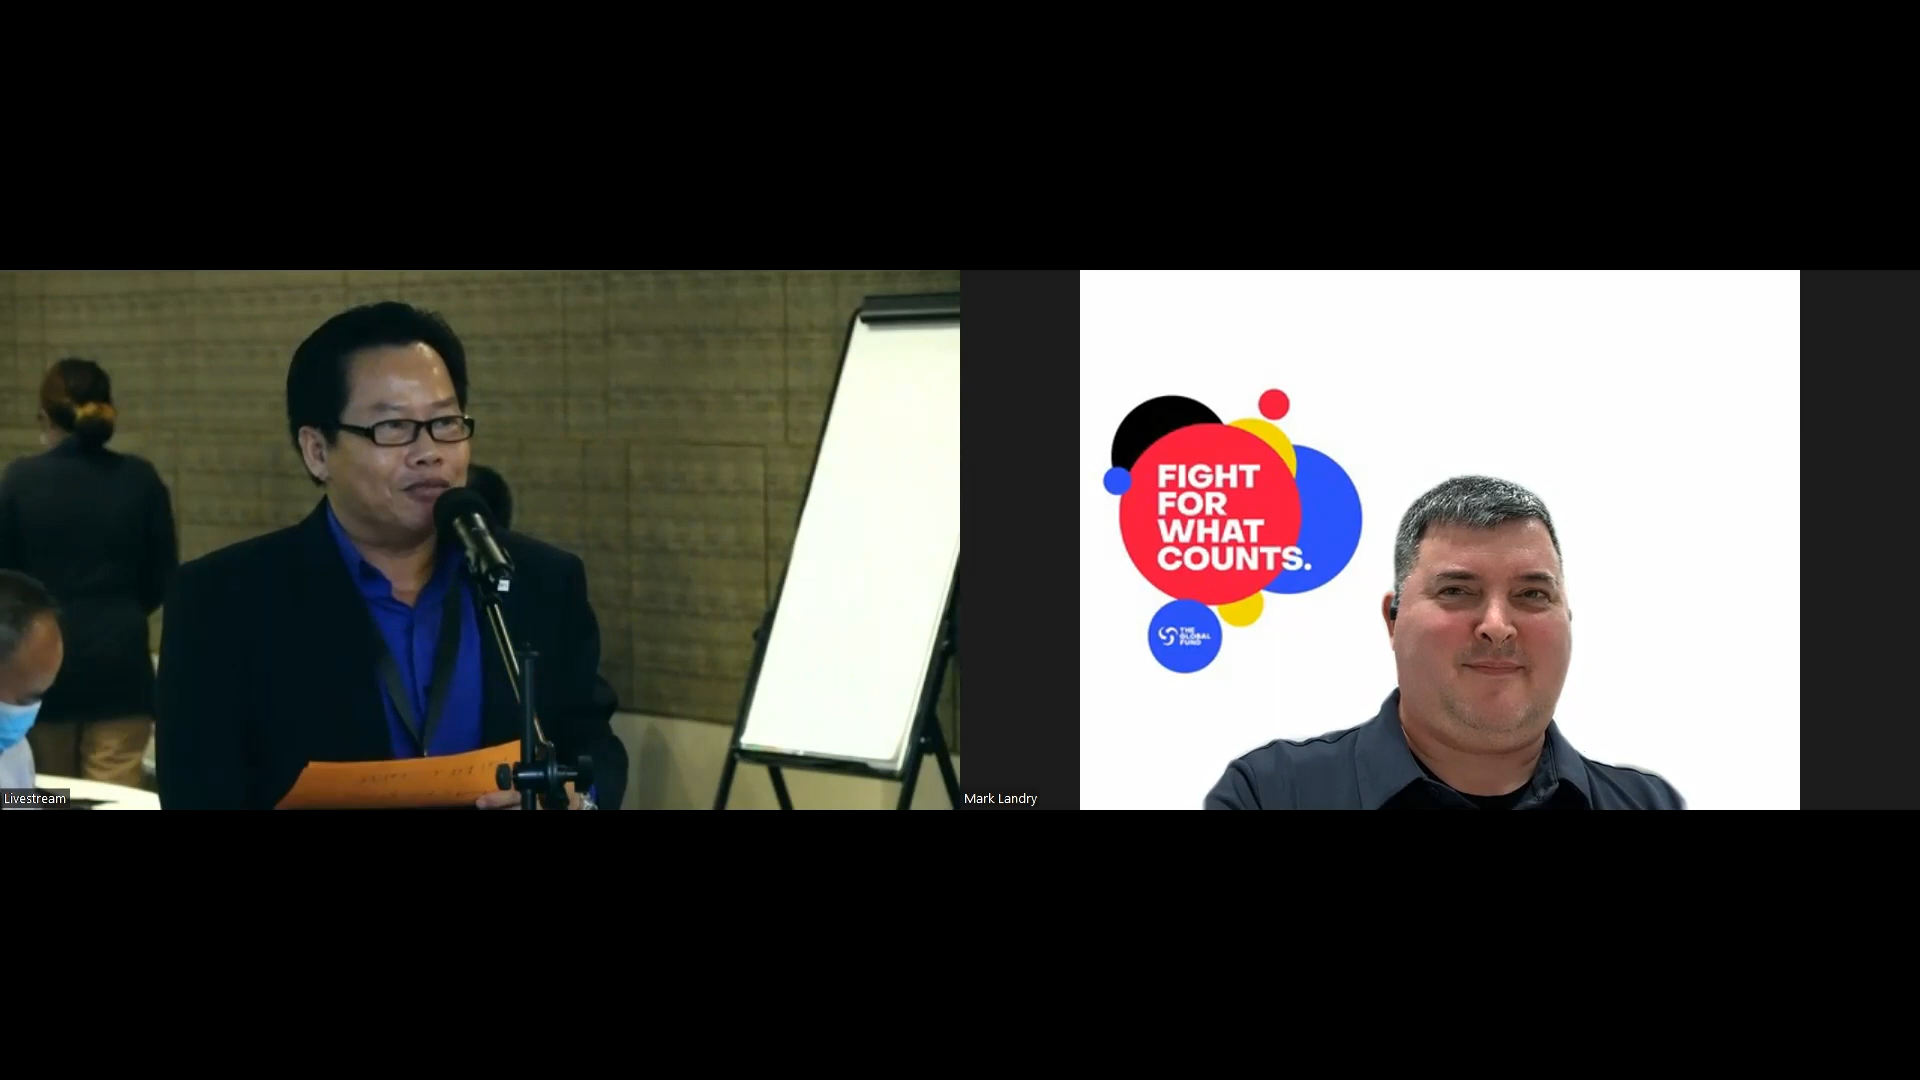 FIGHT
FOR
WHAT
COUNTS.
THE
GLOBAL
FUND
Livestream
Mark Landry